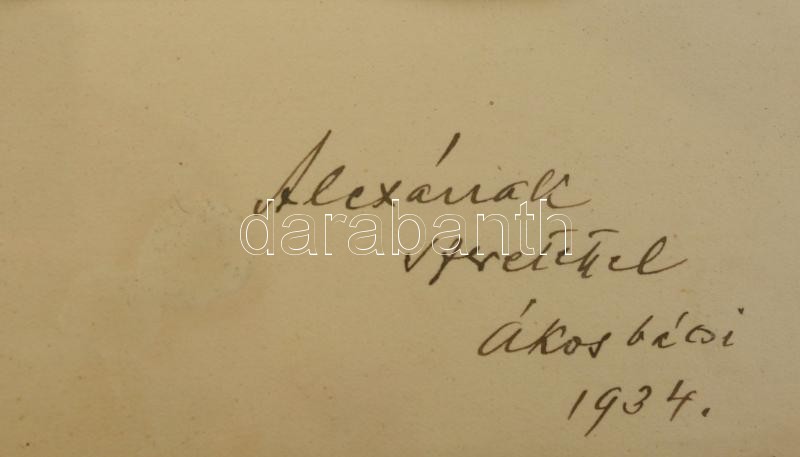 Alexának
darabanth
szeretettel
Ákos bácsi
1934.